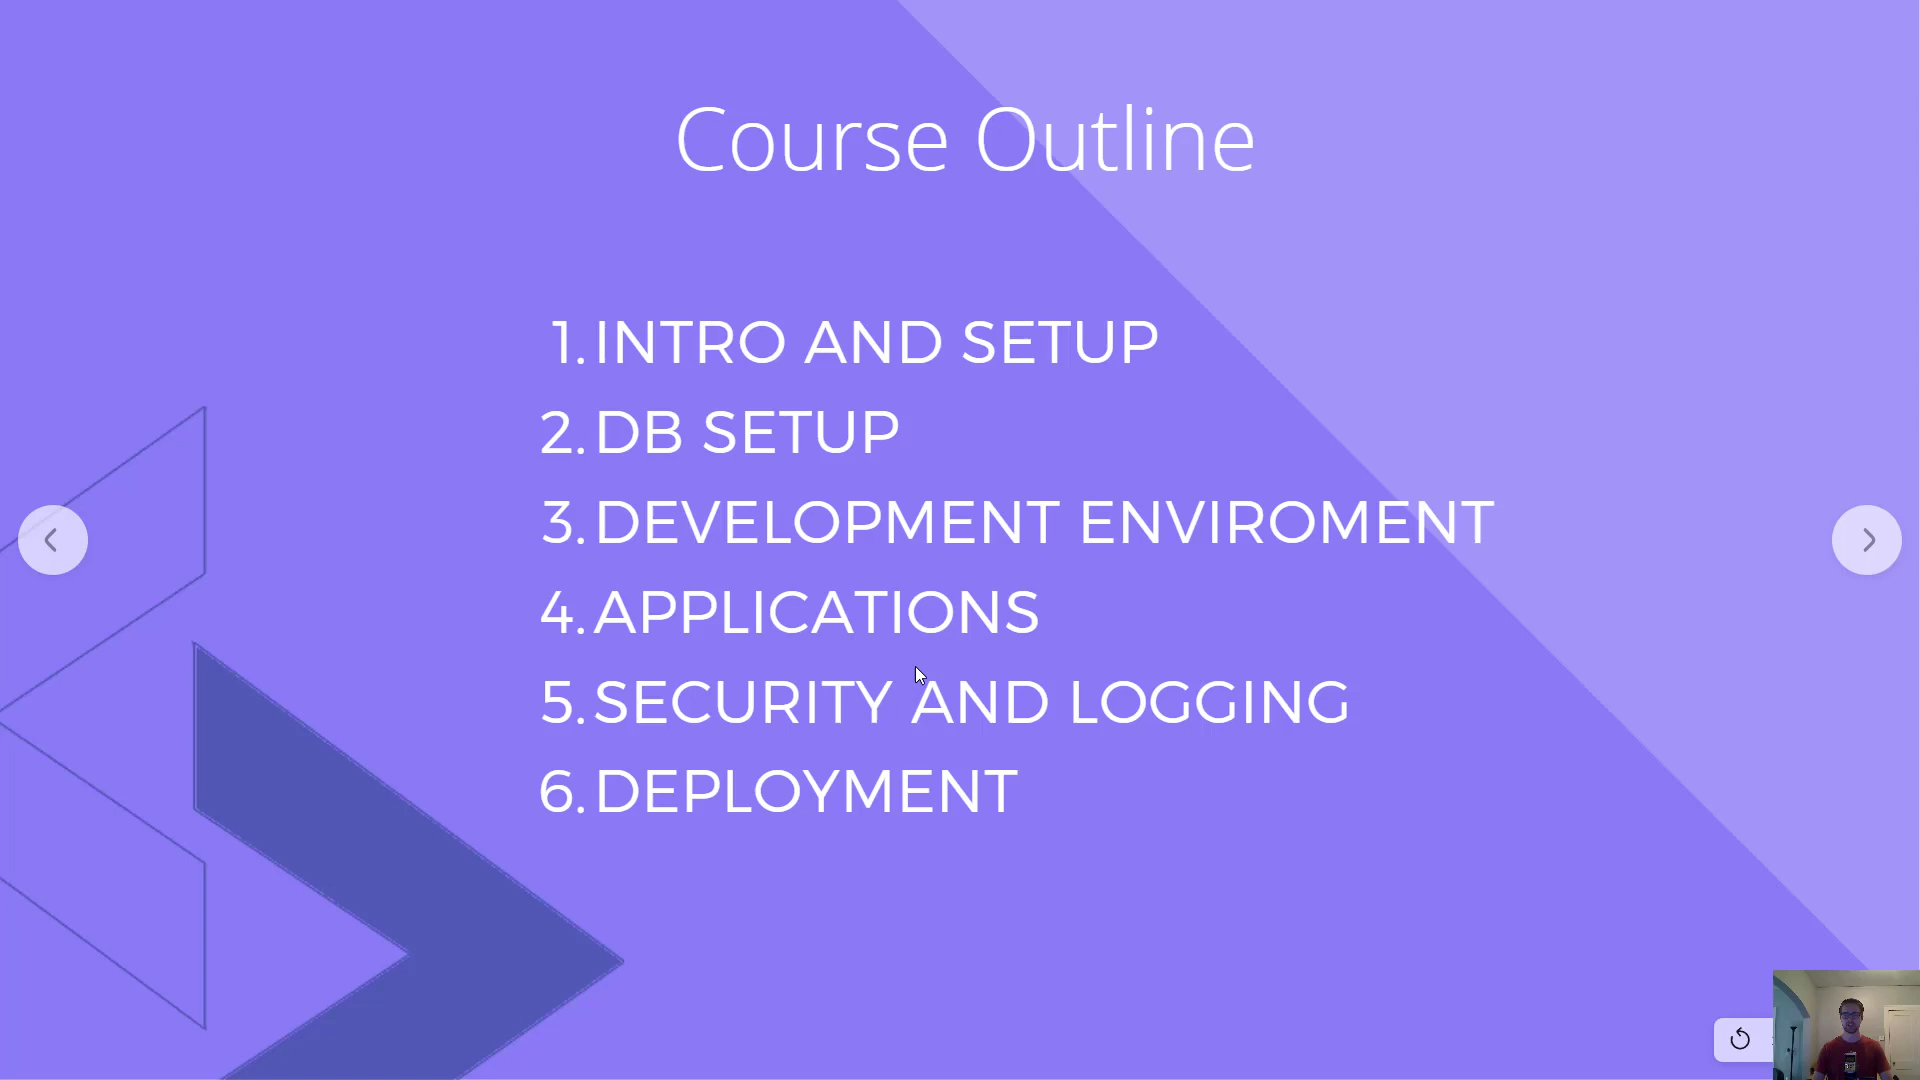 Course Outline
1. INTRO AND SETUP
2. DB SETUP
3. DEVELOPMENT ENVIROMENT
4. APPLICATIONS
5. SECURITY AND LOGGING
6. DEPLOYMENT